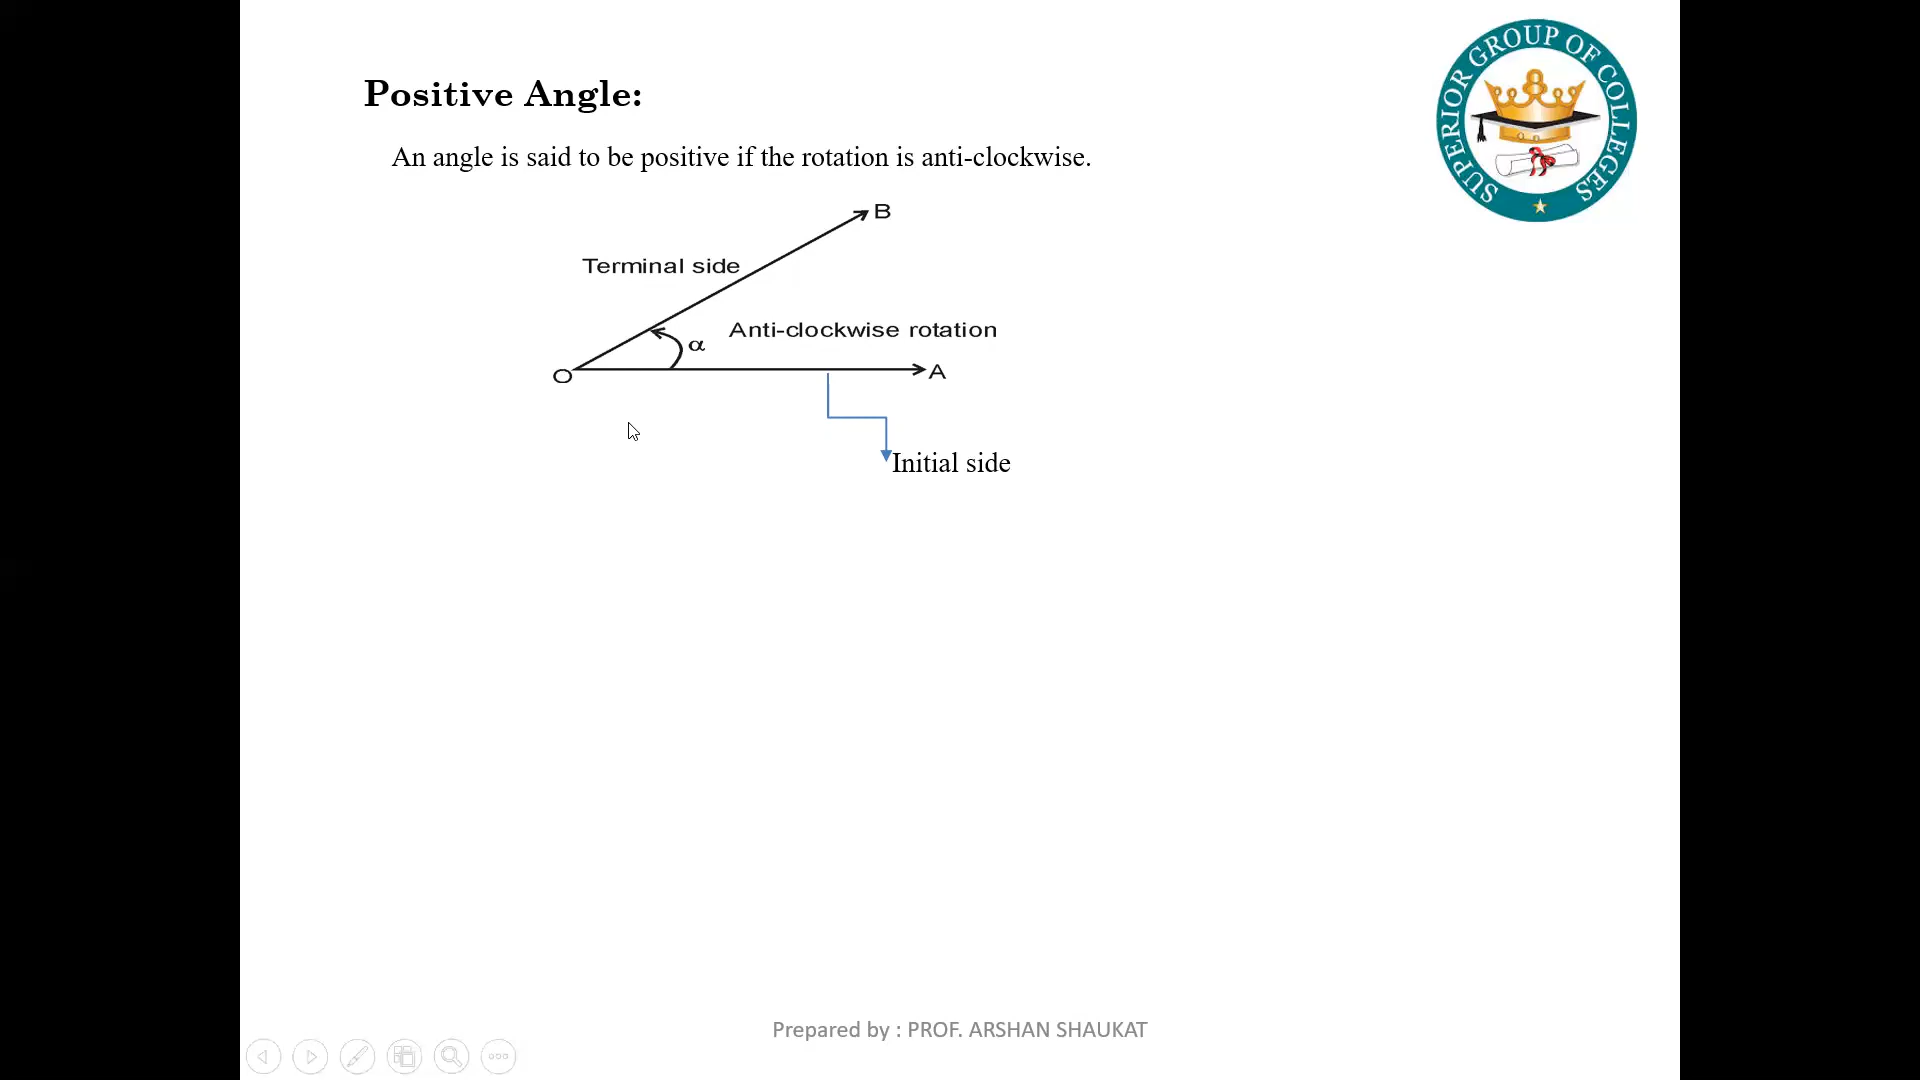 SUPERIOR GROUP OF COLLEGES
Positive Angle:
An angle is said to be positive if the rotation is anti-clockwise.
B
Terminal side
Anti-clockwise rotation
α
O
A
Initial side
Prepared by : PROF. ARSHAN SHAUKAT